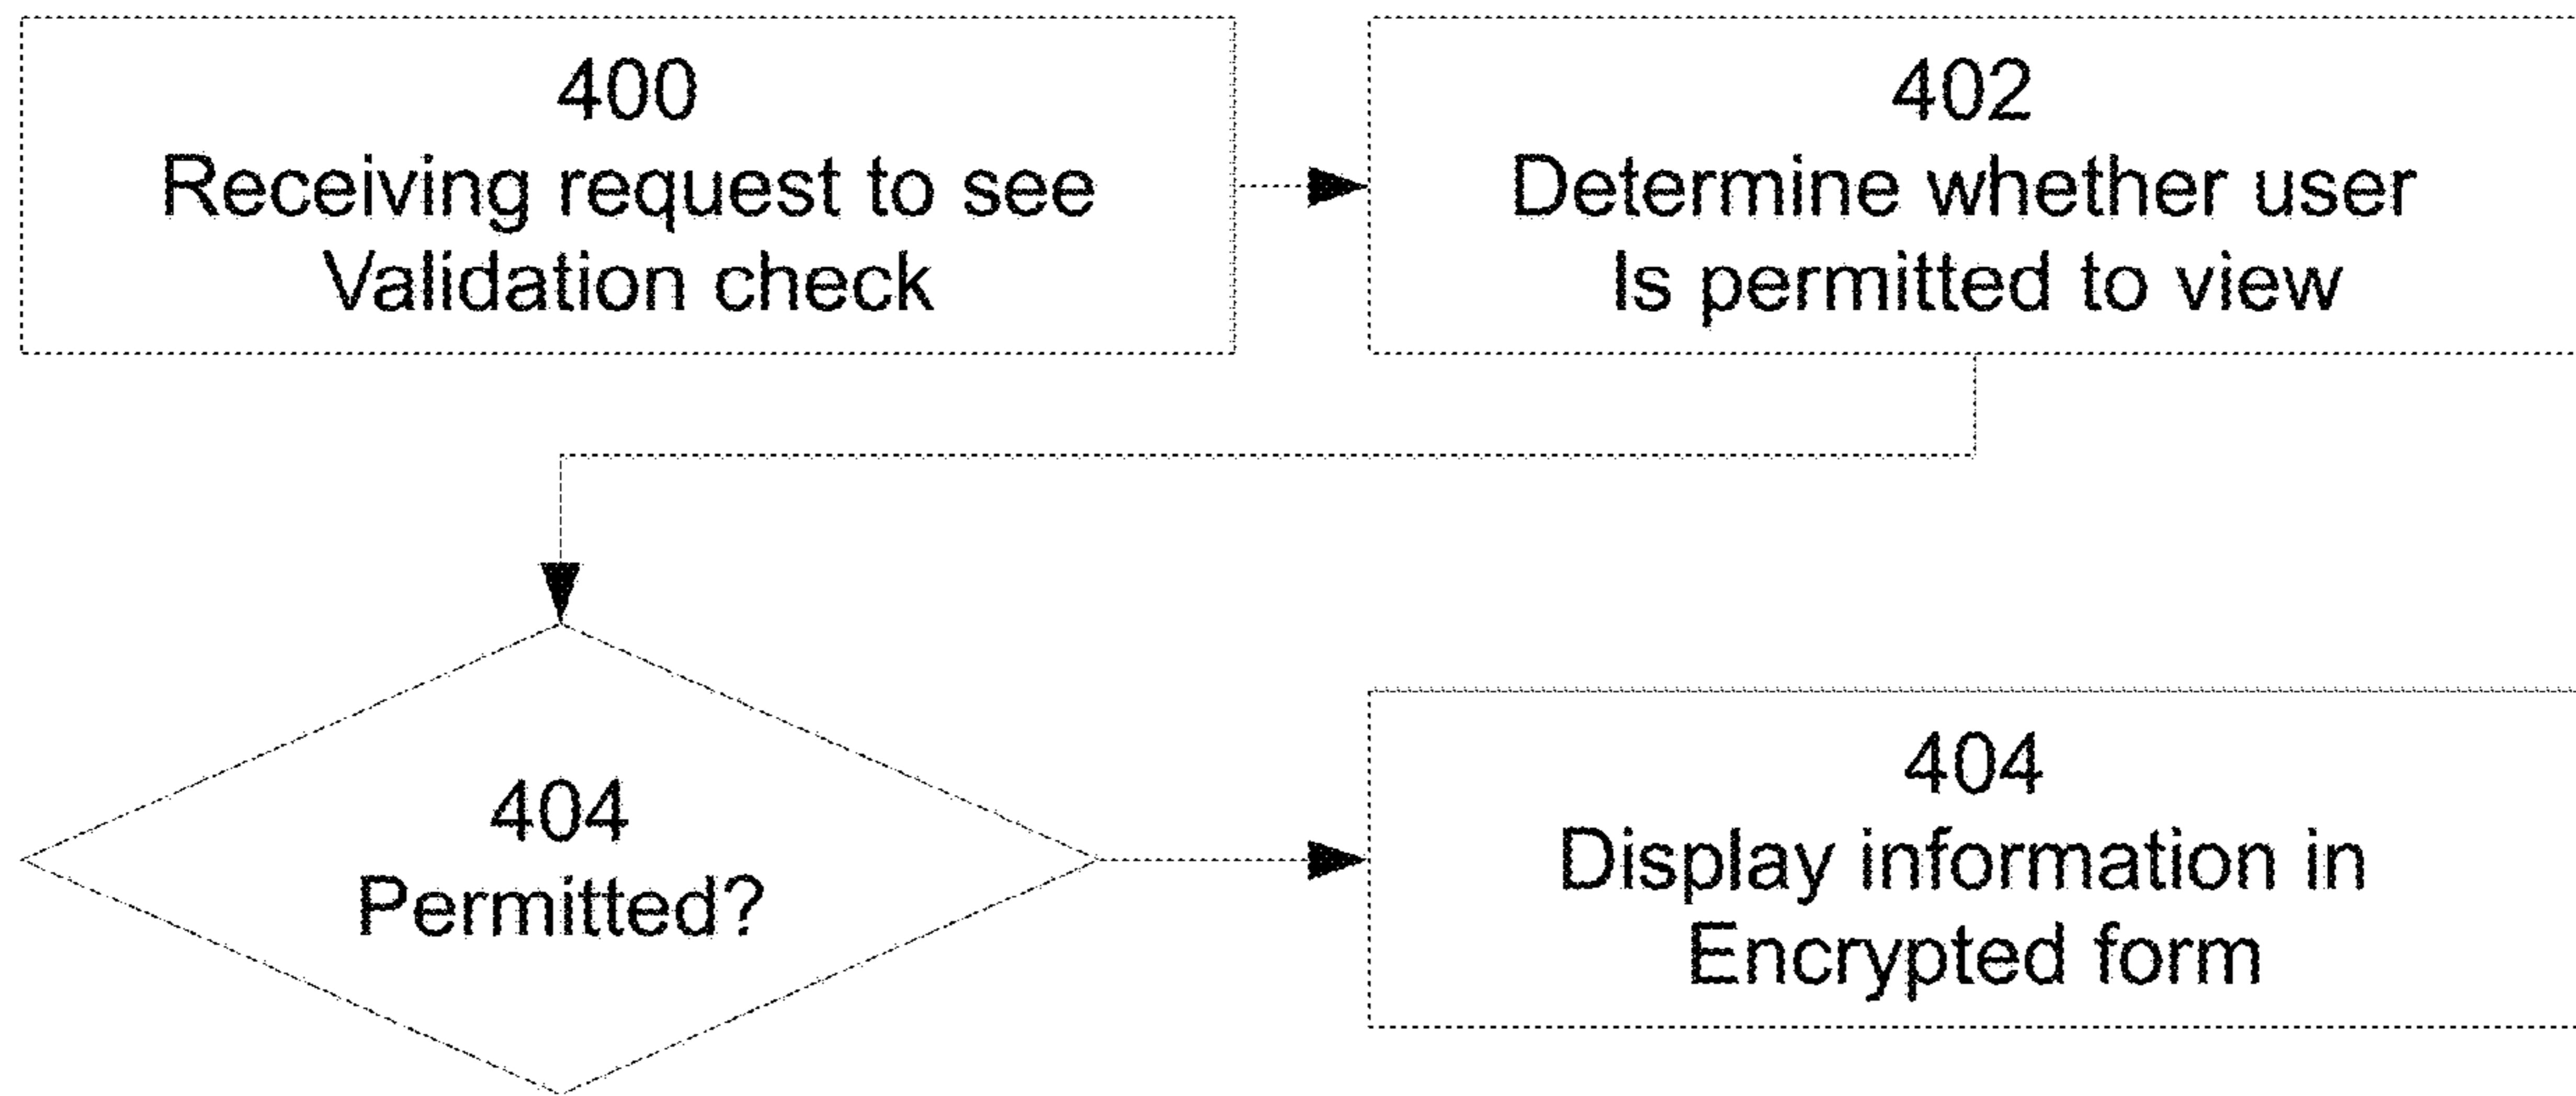 400
Receiving request to see
Validation check
402
Determine whether user
Is permitted to view
404
Permitted?
404
Display information in
Encrypted form